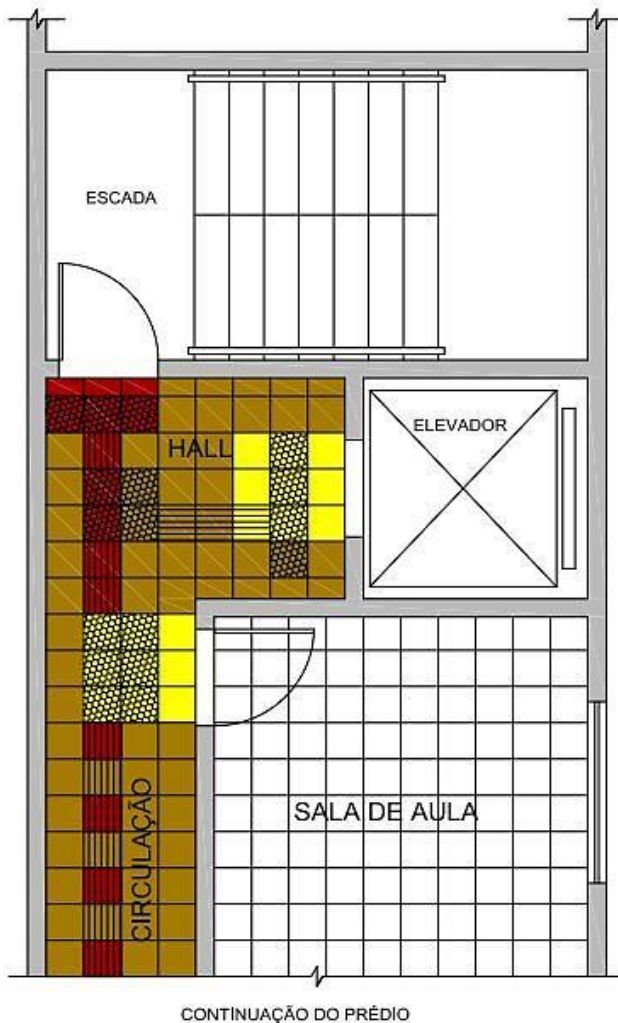 ESCADA
ELEVADOR
HALL
SALA DE AULA
CIRCULAÇÃO
CONTINUAÇÃO DO PRÉDIO